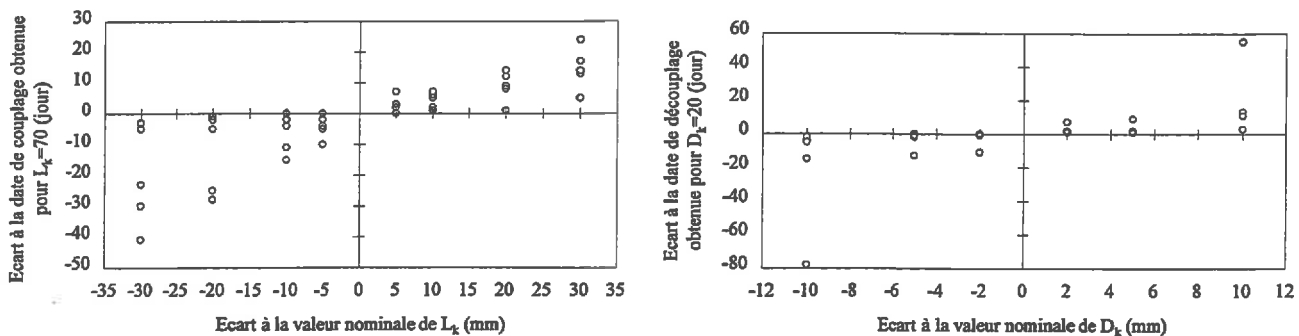 Ecart à la date de couplage obtenue
pour Lk=70 (jour)
30
20
10
0
-10
-20
-30
-40
-50
-35 -30 -25 -20 -15 -10 -5 0 5 10 15 20 25 30 35
Ecart à la valeur nominale de Lk (mm)
Ecart à la date de découplage
obtenue pour Dk=20 (jour)
60
40
20
0
-20
-40
-60
-80
-12 -10 -8 -6 -4 -2 0 2 4 6 8 10 12
Ecart à la valeur nominale de Dk (mm)